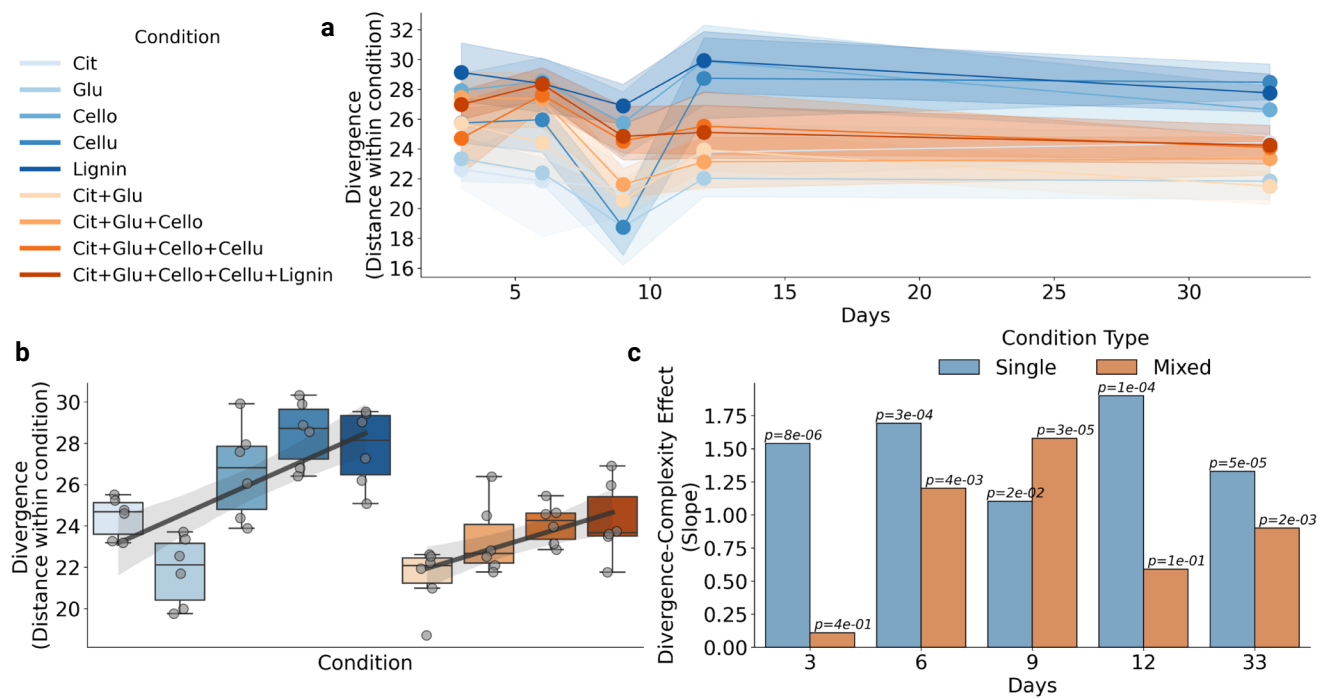 Condition
Cit
Glu
Cello
Cellu
Lignin
Cit+Glu
Cit+Glu+Cello
Cit+Glu+Cello+Cellu
Cit+Glu+Cello+Cellu+Lignin
a
Divergence
(Distance within condition)
32
30
28
26
24
22
20
18
16
5
10
15
20
25
30
Days
b
Divergence
(Distance within condition)
30
28
26
24
22
20
Condition
c
Condition Type
Single
Mixed
Divergence-Complexity Effect
(Slope)
1.75
1.50
1.25
1.00
0.75
0.50
0.25
0.00
p=8e-06
p=4e-01
p=3e-04
p=4e-03
p=2e-02
p=3e-05
p=1e-04
p=1e-01
p=5e-05
p=2e-03
3
6
9
12
33
Days